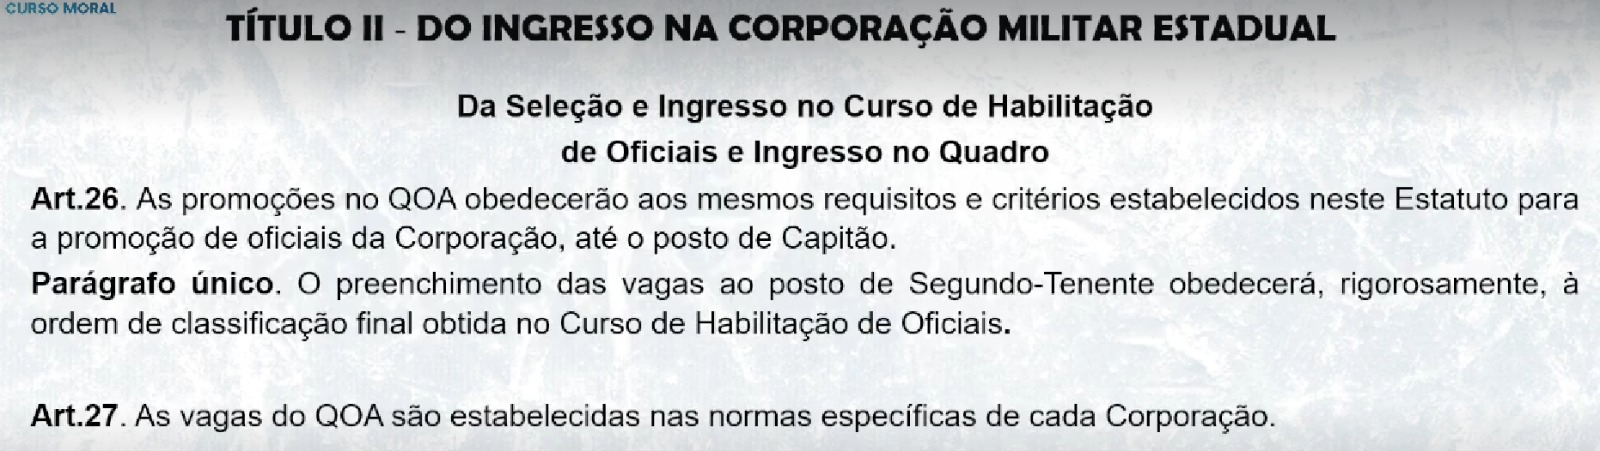 CURSO MORAL
TÍTULO II - DO INGRESSO NA CORPORAÇÃO MILITAR ESTADUAL
Da Seleção e Ingresso no Curso de Habilitação
de Oficiais e Ingresso no Quadro
Art.26. As promoções no QOA obedecerão aos mesmos requisitos e critérios estabelecidos neste Estatuto para
a promoção de oficiais da Corporação, até o posto de Capitão.
Parágrafo único. O preenchimento das vagas ao posto de Segundo-Tenente obedecerá, rigorosamente, à
ordem de classificação final obtida no Curso de Habilitação de Oficiais.
Art.27. As vagas do QOA são estabelecidas nas normas específicas de cada Corporação.